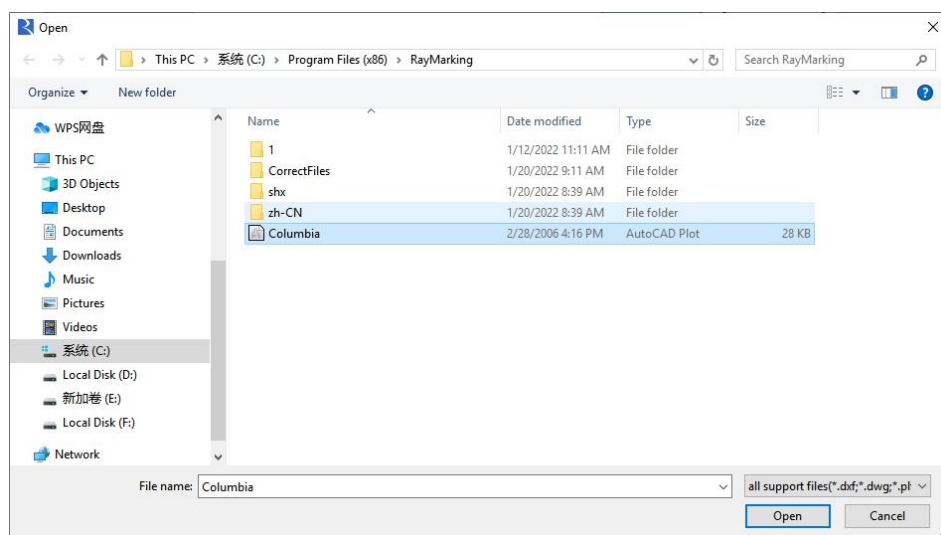 Open
This PC > 系统 (C:) > Program Files (x86) > RayMarking
Search RayMarking
Organize
New folder
Name Date modified Type Size
1 1/12/2022 11:11 AM File folder
CorrectFiles 1/20/2022 9:11 AM File folder
shx 1/20/2022 8:39 AM File folder
zh-CN 1/20/2022 8:39 AM File folder
Columbia 2/28/2006 4:16 PM AutoCAD Plot 28 KB
WPS网盘
This PC
3D Objects
Desktop
Documents
Downloads
Music
Pictures
Videos
系统 (C:)
Local Disk (D:)
新加卷 (E:)
Local Disk (F:)
Network
File name: Columbia
all support files(*.dxf;*.dwg;*.pl
Open
Cancel